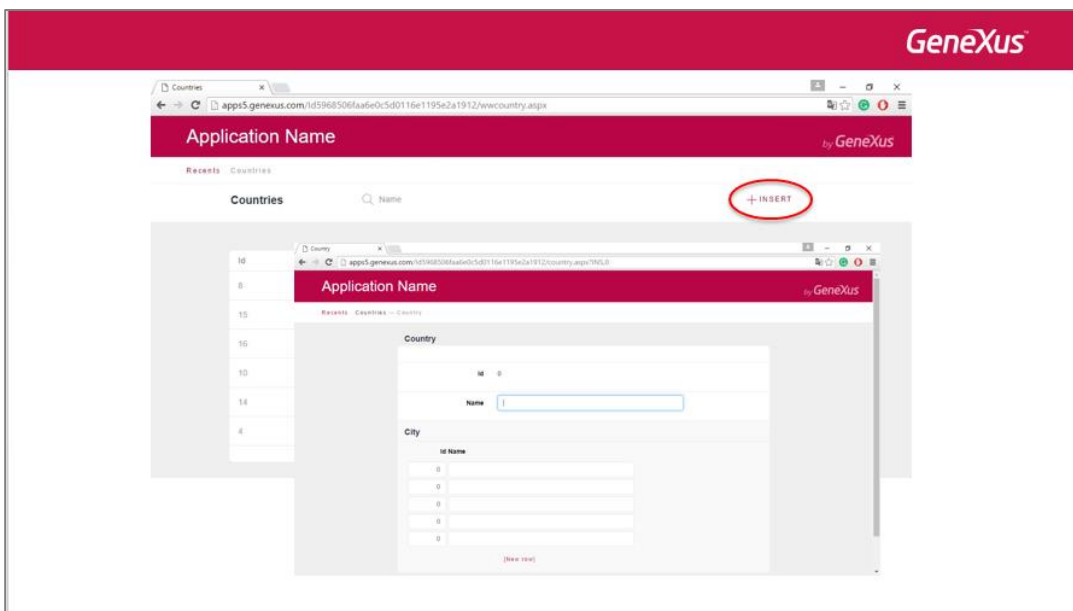 GeneXus™
Countries
apps5.genexus.com/Id5968506faa6e0c5d0116e1195e2a1912/wwcountry.aspx
Application Name
by GeneXus
Recents Countries
Countries
Name
+ INSERT
Id
8
15
16
10
14
4
Country
apps5.genexus.com/Id5968506faa6e0c5d0116e1195e2a1912/country.aspx?INS,0
Application Name
by GeneXus
Recents Countries — Country
Country
Id 0
Name
City
Id Name
0
0
0
0
0
[New row]